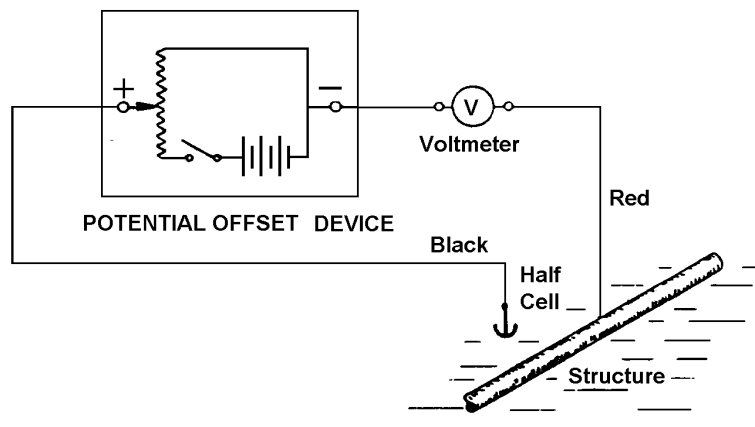 +
−
V
Voltmeter
POTENTIAL OFFSET DEVICE
Red
Black
Half
Cell
Structure